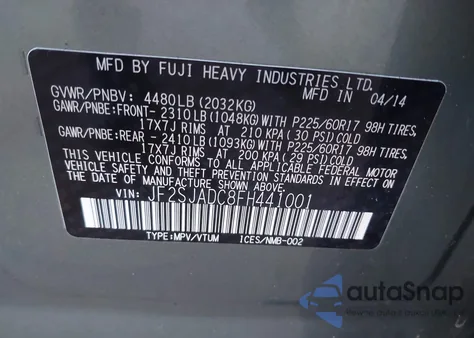 MFD BY FUJI HEAVY INDUSTRIES LTD.
GVWR/PNBV: 4480LB (2032KG) MFD. IN 04/14
GAWR/PNBE:FRONT- 2310LB (1048KG) WITH P225/60R17 98H TIRES,
17X7J RIMS AT 210 KPA ( 30 PSI) COLD
GAWR/PNBE:REAR - 2410LB (1093KG) WITH P225/60R17 98H TIRES,
17X7J RIMS AT 200 KPA (29 PSI) COLD
THIS VEHICLE CONFORMS TO ALL APPLICABLE FEDERAL MOTOR
VEHICLE SAFETY AND BUMPER STANDARDS IN EFFECT ON
THE DATE OF MANUFACTURE SHOWN ABOVE.
VIN: JF2SJADC8FH441001
TYPE:MPV/VTUM ICES/NMB-002
autoSnap